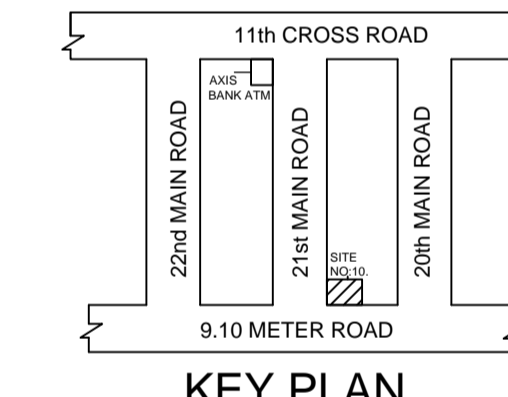 11th CROSS ROAD
AXIS
BANK ATM
22nd MAIN ROAD
21st MAIN ROAD
20th MAIN ROAD
SITE
NO:10.
9.10 METER ROAD
KEY PLAN